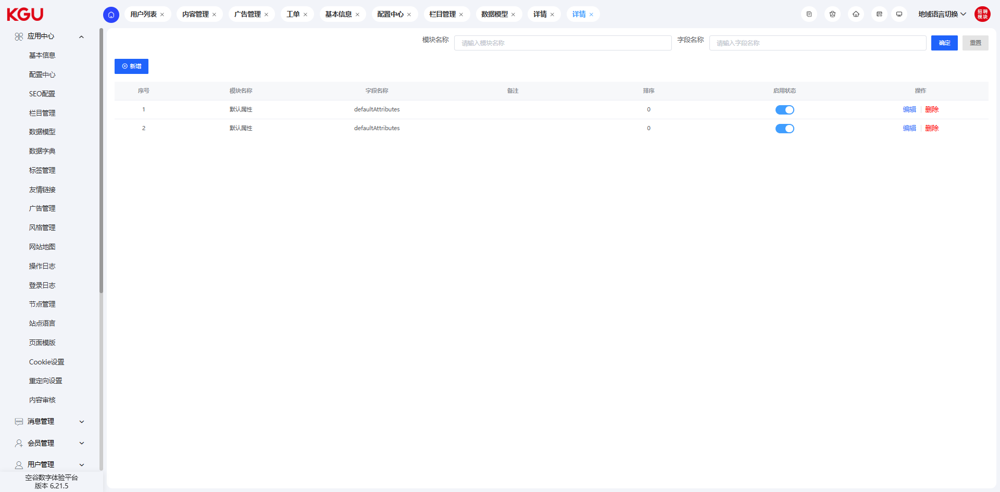 KGU
用户列表
内容管理
广告管理
工单
基本信息
配置中心
栏目管理
数据模型
详情
详情
地域语言切换
招聘
模块
应用中心
基本信息
配置中心
SEO配置
栏目管理
数据模型
数据字典
标签管理
友情链接
广告管理
风格管理
网站地图
操作日志
登录日志
节点管理
站点语言
页面模版
Cookie设置
重定向设置
内容审核
消息管理
会员管理
用户管理
空谷数字体验平台
版本 6.21.5
模块名称 请输入模块名称 字段名称 请输入字段名称 确定 重置
新增
序号 模块名称 字段名称 备注 排序 启用状态 操作
1 默认属性 defaultAttributes 0 编辑 删除
2 默认属性 defaultAttributes 0 编辑 删除